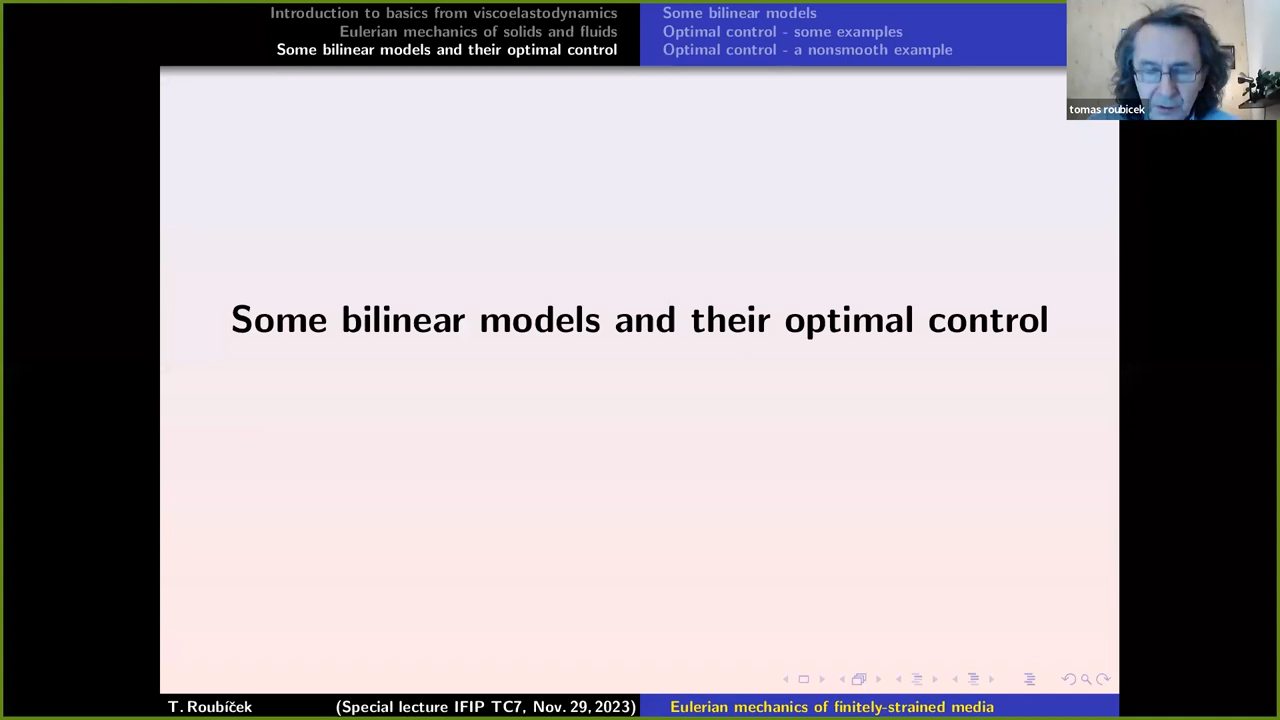 Introduction to basics from viscoelastodynamics
Eulerian mechanics of solids and fluids
Some bilinear models and their optimal control
Some bilinear models
Optimal control - some examples
Optimal control - a nonsmooth example
tomas roubicek
Some bilinear models and their optimal control
T. Roubíček
(Special lecture IFIP TC7, Nov. 29, 2023)
Eulerian mechanics of finitely-strained media